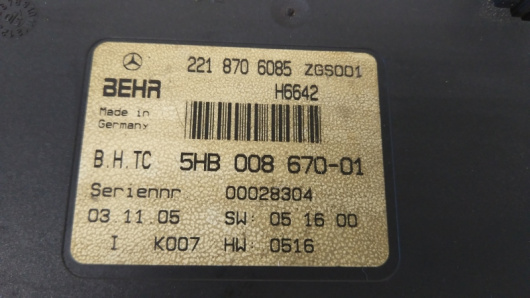 221 870 6085 ZGS001
BEHR H6642
Made in
Germany
B.H.TC 5HB 008 670-01
Seriennr 00028304
03 11 05 SW: 05 16 00
I K007 HW: 0516